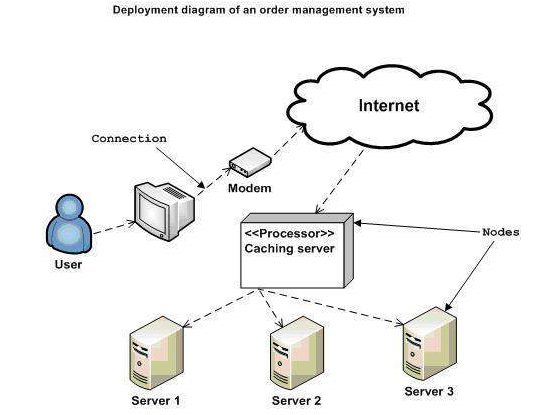 Deployment diagram of an order management system
Internet
Connection
Modem
<<Processor>>
Caching server
Nodes
User
Server 1
Server 2
Server 3